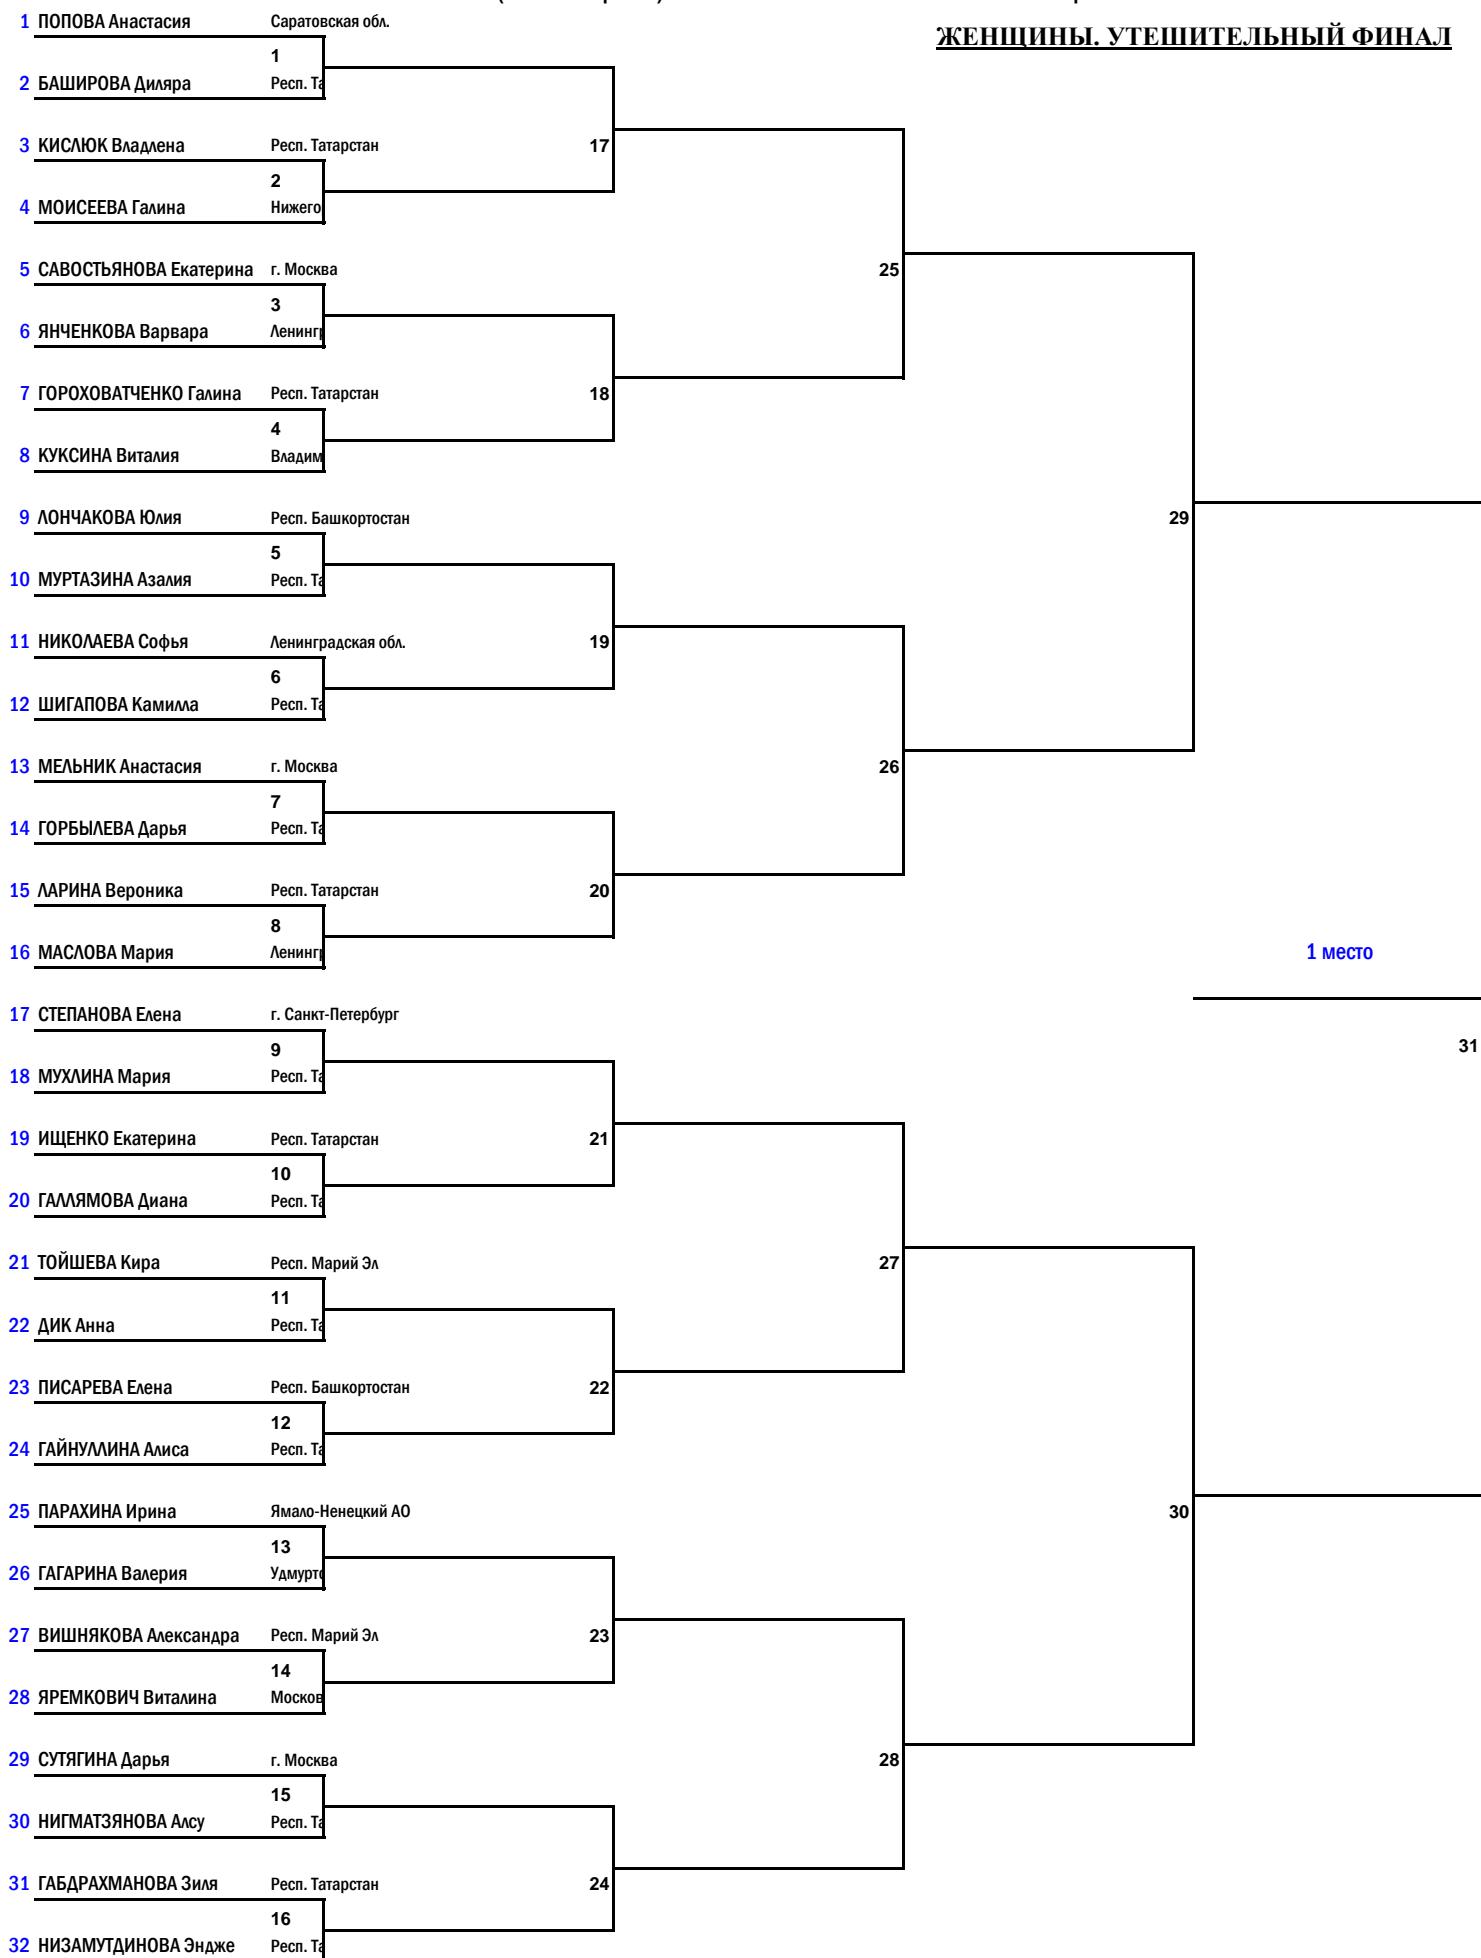 ЖЕНЩИНЫ. УТЕШИТЕЛЬНЫЙ ФИНАЛ
1 ПОПОВА Анастасия Саратовская обл.
1
2 БАШИРОВА Диляра Респ.
17
3 КИСЛЮК Владлена Респ. Татарстан
2
4 МОИСЕЕВА Галина Нижего
25
5 САВОСТЬЯНОВА Екатерина г. Москва
3
6 ЯНЧЕНКОВА Варвара Ленингр
18
7 ГОРОХОВАТЧЕНКО Галина Респ. Татарстан
4
8 КУКСИНА Виталия Владим
29
9 ЛОНЧАКОВА Юлия Респ. Башкортостан
5
10 МУРТАЗИНА Азалия Респ. Та
19
11 НИКОЛАЕВА Софья Ленинградская обл.
6
12 ШИГАПОВА Камилла Респ. Та
26
13 МЕЛЬНИК Анастасия г. Москва
7
14 ГОРБЫЛЕВА Дарья Респ. Та
20
15 ЛАРИНА Вероника Респ. Татарстан
8
16 МАСЛОВА Мария Ленингр
1 место
31
17 СТЕПАНОВА Елена г. Санкт-Петербург
9
18 МУХЛИНА Мария Респ. Та
21
19 ИЩЕНКО Екатерина Респ. Татарстан
10
20 ГАЛЛЯМОВА Диана Респ. Та
27
21 ТОЙШЕВА Кира Респ. Марий Эл
11
22 ДИК Анна Респ. Та
22
23 ПИСАРЕВА Елена Респ. Башкортостан
12
24 ГАЙНУЛЛИНА Алиса Респ. Та
30
25 ПАРАХИНА Ирина Ямало-Ненецкий АО
13
26 ГАГАРИНА Валерия Удмурто
23
27 ВИШНЯКОВА Александра Респ. Марий Эл
14
28 ЯРЕМКОВИЧ Виталина Москов
28
29 СУТЯГИНА Дарья г. Москва
15
30 НИГМАТЗЯНОВА Алсу Респ. Та
24
31 ГАБДРАХМАНОВА Зиля Респ. Татарстан
16
32 НИЗАМУТДИНОВА Эндже Респ. Та